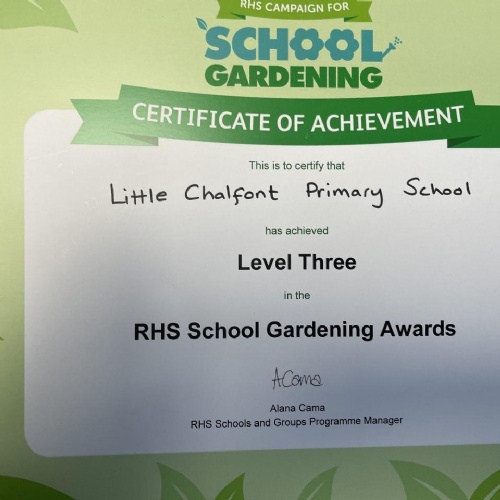 RHS CAMPAIGN FOR
SCHOOL
GARDENING
CERTIFICATE OF ACHIEVEMENT
This is to certify that
Little Chalfont Primary School
has achieved
Level Three
in the
RHS School Gardening Awards
ACama
Alana Cama
RHS Schools and Groups Programme Manager